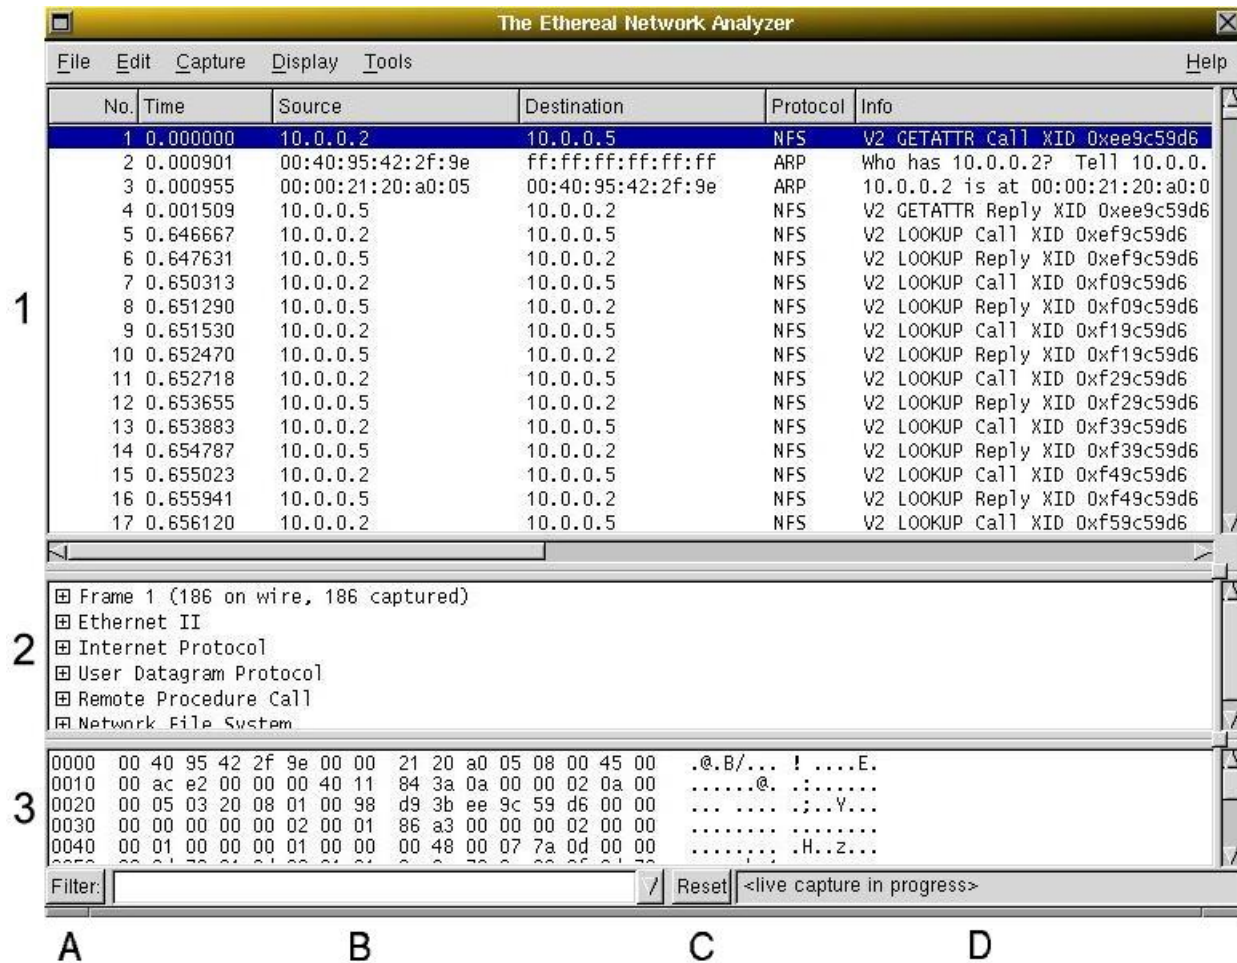 The Ethereal Network Analyzer
File Edit Capture Display Tools Help
No. Time Source Destination Protocol Info
1 0.000000 10.0.0.2 10.0.0.5 NFS V2 GETATTR Call XID 0xee9c59d6
2 0.000901 00:40:95:42:2f:9e ff:ff:ff:ff:ff:ff ARP Who has 10.0.0.2? Tell 10.0.0.
3 0.000955 00:00:21:20:a0:05 00:40:95:42:2f:9e ARP 10.0.0.2 is at 00:00:21:20:a0:0
4 0.001509 10.0.0.5 10.0.0.2 NFS V2 GETATTR Reply XID 0xee9c59d6
5 0.646667 10.0.0.2 10.0.0.5 NFS V2 LOOKUP Call XID 0xef9c59d6
6 0.647631 10.0.0.5 10.0.0.2 NFS V2 LOOKUP Reply XID 0xef9c59d6
7 0.650313 10.0.0.2 10.0.0.5 NFS V2 LOOKUP Call XID 0xf09c59d6
8 0.651290 10.0.0.5 10.0.0.2 NFS V2 LOOKUP Reply XID 0xf09c59d6
9 0.651530 10.0.0.2 10.0.0.5 NFS V2 LOOKUP Call XID 0xf19c59d6
10 0.652470 10.0.0.5 10.0.0.2 NFS V2 LOOKUP Reply XID 0xf19c59d6
11 0.652718 10.0.0.2 10.0.0.5 NFS V2 LOOKUP Call XID 0xf29c59d6
12 0.653655 10.0.0.5 10.0.0.2 NFS V2 LOOKUP Reply XID 0xf29c59d6
13 0.653883 10.0.0.2 10.0.0.5 NFS V2 LOOKUP Call XID 0xf39c59d6
14 0.654787 10.0.0.5 10.0.0.2 NFS V2 LOOKUP Reply XID 0xf39c59d6
15 0.655023 10.0.0.2 10.0.0.5 NFS V2 LOOKUP Call XID 0xf49c59d6
16 0.655941 10.0.0.5 10.0.0.2 NFS V2 LOOKUP Reply XID 0xf49c59d6
17 0.656120 10.0.0.2 10.0.0.5 NFS V2 LOOKUP Call XID 0xf59c59d6
1
Frame 1 (186 on wire, 186 captured)
Ethernet II
Internet Protocol
User Datagram Protocol
Remote Procedure Call
Network File System
2
0000 00 40 95 42 2f 9e 00 00 21 20 a0 05 08 00 45 00 .@.B/... ! ....E.
0010 00 ac e2 00 00 00 40 11 84 3a 0a 00 00 02 0a 00 ......@. .:......
0020 00 05 03 20 08 01 00 98 d9 3b ee 9c 59 d6 00 00 ... .... .;..Y...
0030 00 00 00 00 00 02 00 01 86 a3 00 00 00 02 00 00 ........ ........
0040 00 01 00 00 00 01 00 00 00 48 00 07 7a 0d 00 00 ........ .H..z...
3
Filter: Reset <live capture in progress>
A B C D